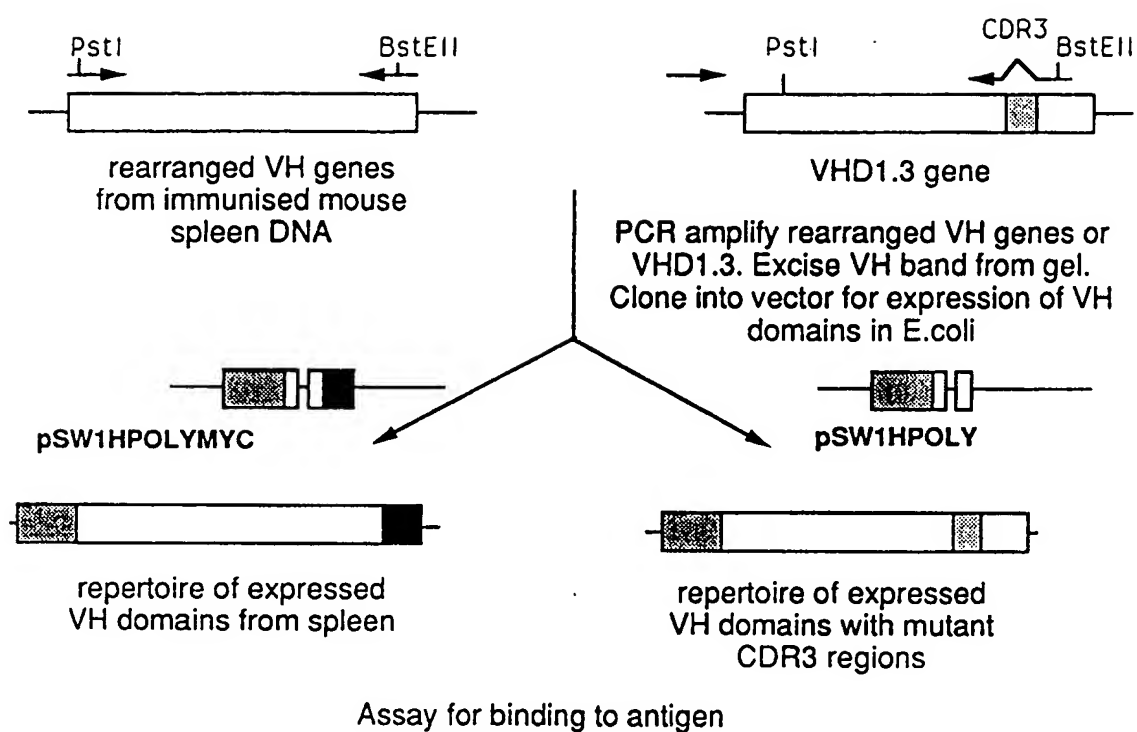 PstI
BstEII
rearranged VH genes
from immunised mouse
spleen DNA
PstI
CDR3
BstEII
VHD1.3 gene
PCR amplify rearranged VH genes or
VHD1.3. Excise VH band from gel.
Clone into vector for expression of VH
domains in E.coli
pSW1HPOLYMYC
pSW1HPOLY
repertoire of expressed
VH domains from spleen
repertoire of expressed
VH domains with mutant
CDR3 regions
Assay for binding to antigen